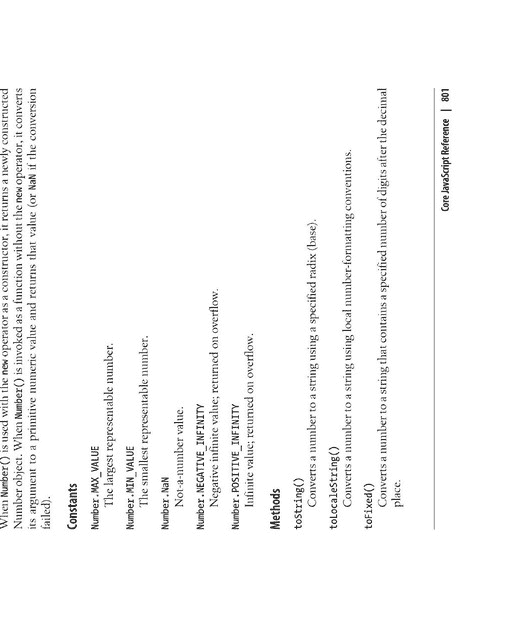 When Number() is used with the new operator as a constructor, it returns a newly constructed
Number object. When Number() is invoked as a function without the new operator, it converts
its argument to a primitive numeric value and returns that value (or NaN if the conversion
failed).
Constants
Number.MAX_VALUE
The largest representable number.
Number.MIN_VALUE
The smallest representable number.
Number.NaN
Not-a-number value.
Number.NEGATIVE_INFINITY
Negative infinite value; returned on overflow.
Number.POSITIVE_INFINITY
Infinite value; returned on overflow.
Methods
toString()
Converts a number to a string using a specified radix (base).
toLocaleString()
Converts a number to a string using local number-formatting conventions.
toFixed()
Converts a number to a string that contains a specified number of digits after the decimal
place.
Core JavaScript Reference | 801